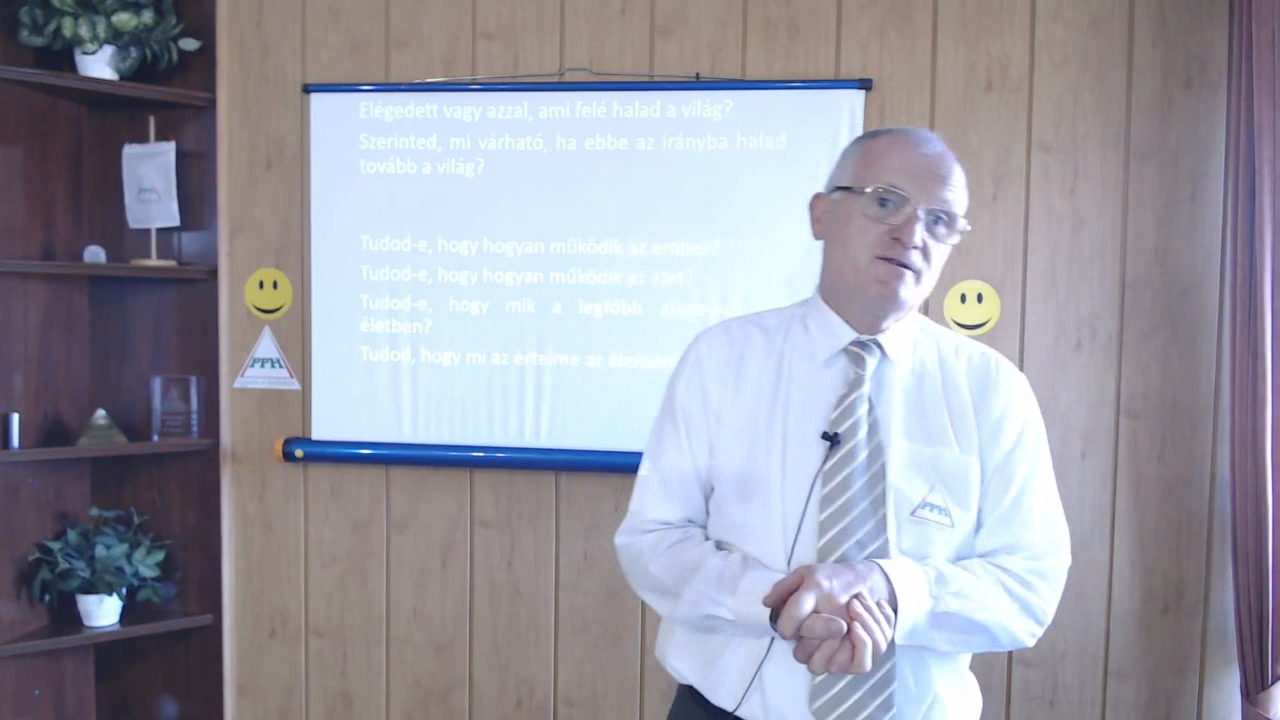 Elégedett vagy azzal, ami felé halad a világ?
Szerinted, mi várható, ha ebbe az irányba halad
tovább a világ?
Tudod-e, hogy hogyan működik az ember?
Tudod-e, hogy hogyan működik az élet?
Tudod-e, hogy mik a legfőbb
életben?
Tudod, hogy mi az értelme az
PPH
PPH